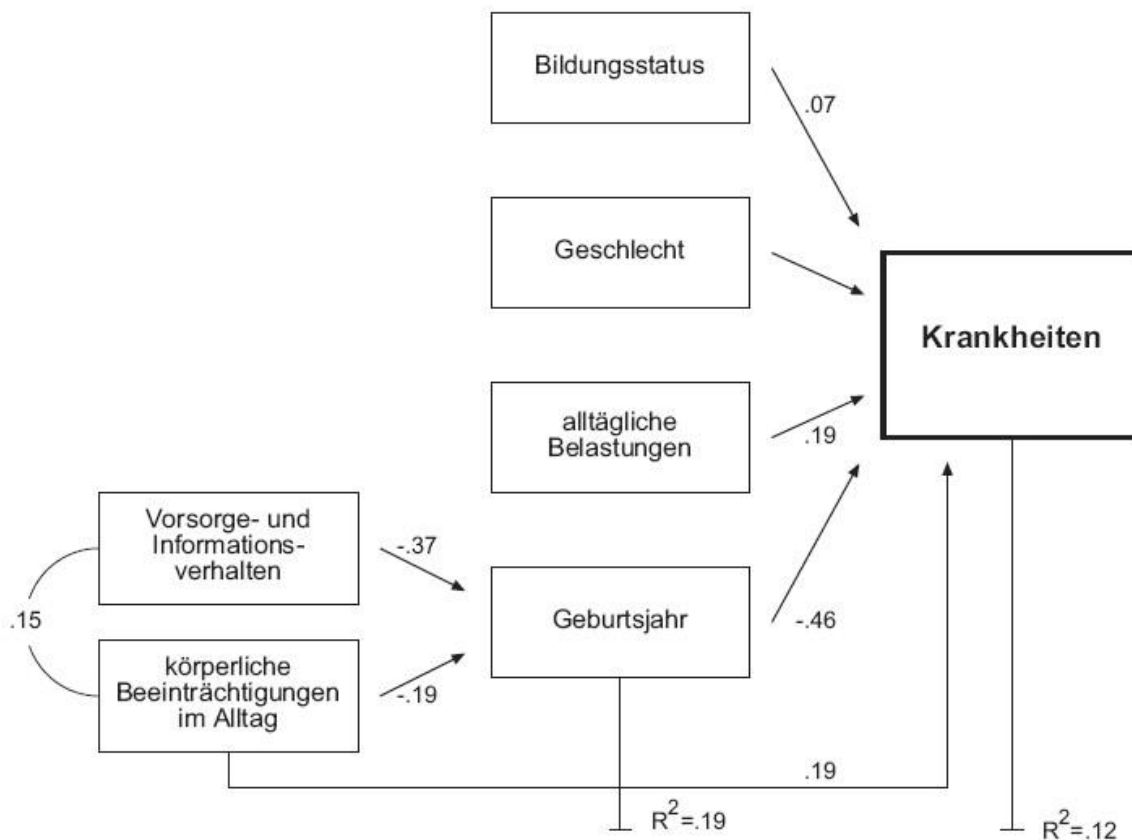 Bildungsstatus
.07
Geschlecht
Krankheiten
alltägliche
Belastungen
.19
Vorsorge- und
Informations-
verhalten
-.37
.15
Geburtsjahr
-.46
körperliche
Beeinträchtigungen
im Alltag
-.19
.19
R²=.19
R²=.12